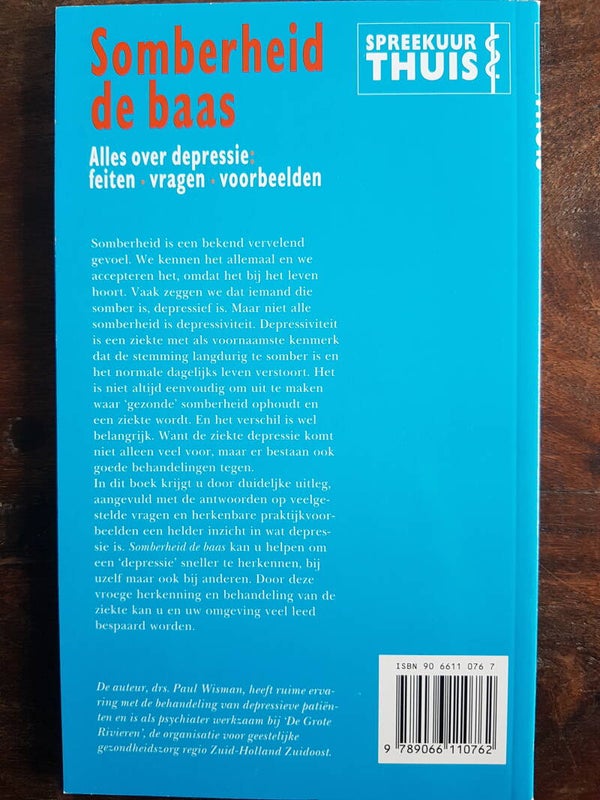 Somberheid
de baas
SPREEKUUR
THUIS
Alles over depressie:
feiten · vragen · voorbeelden
Somberheid is een bekend vervelend
gevoel. We kennen het allemaal en we
accepteren het, omdat het bij het leven
hoort. Vaak zeggen we dat iemand die
somber is, depressief is. Maar niet alle
somberheid is depressiviteit. Depressiviteit
is een ziekte met als voornaamste kenmerk
dat de stemming langdurig te somber is en
het normale dagelijks leven verstoort. Het
is niet altijd eenvoudig om uit te maken
waar ‘gezonde’ somberheid ophoudt en
een ziekte wordt. En het verschil is wel
belangrijk. Want de ziekte depressie komt
niet alleen veel voor, maar er bestaan ook
goede behandelingen tegen.
In dit boek krijgt u door duidelijke uitleg,
aangevuld met de antwoorden op veelge-
stelde vragen en herkenbare praktijkvoor-
beelden een helder inzicht in wat depres-
sie is. Somberheid de baas kan u helpen om
een ‘depressie’ sneller te herkennen, bij
uzelf maar ook bij anderen. Door deze
vroege herkenning en behandeling van de
ziekte kan u en uw omgeving veel leed
bespaard worden.
De auteur, drs. Paul Wisman, heeft ruime erva-
ring met de behandeling van depressieve patiën-
ten en is als psychiater werkzaam bij ‘De Grote
Rivieren’, de organisatie voor geestelijke
gezondheidszorg regio Zuid-Holland Zuidoost.
ISBN 90 6611 076 7
9 789066 110762